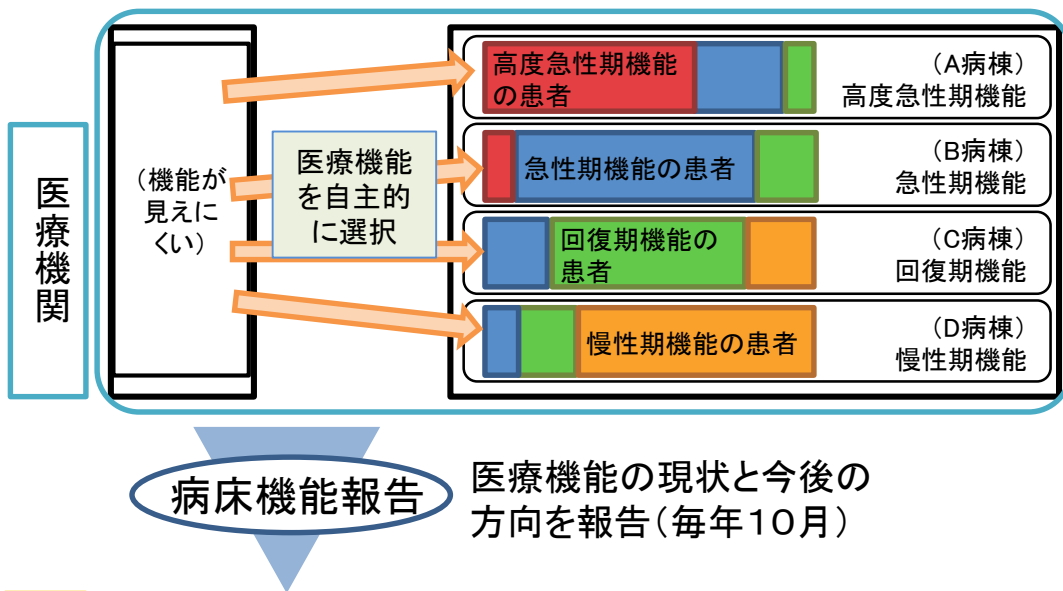 医療機関
(機能が
見えに
くい)
医療機能
を自主的
に選択
高度急性期機能
の患者
(A病棟)
高度急性期機能
急性期機能の患者
(B病棟)
急性期機能
回復期機能の
患者
(C病棟)
回復期機能
慢性期機能の患者
(D病棟)
慢性期機能
病床機能報告
医療機能の現状と今後の
方向を報告(毎年10月)